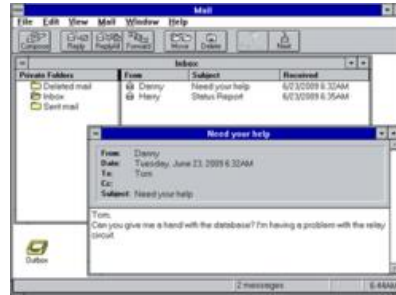 Mail
File Edit View Mail Window Help
Compose Reply ReplyAll Forward Move Delete Next
Inbox
Private Folders From Subject Received
Deleted mail Danny Need your help 6/23/2009 6:32AM
Inbox Harry Status Report 6/23/2009 6:35AM
Sent mail
Need your help
From: Danny
Date: Tuesday, June 23, 2009 6:32AM
To: Tom
Cc:
Subject: Need your help
Tom,
Can you give me a hand with the database? I'm having a problem with the relay
circuit.
Outbox
2 messages 6:44AM